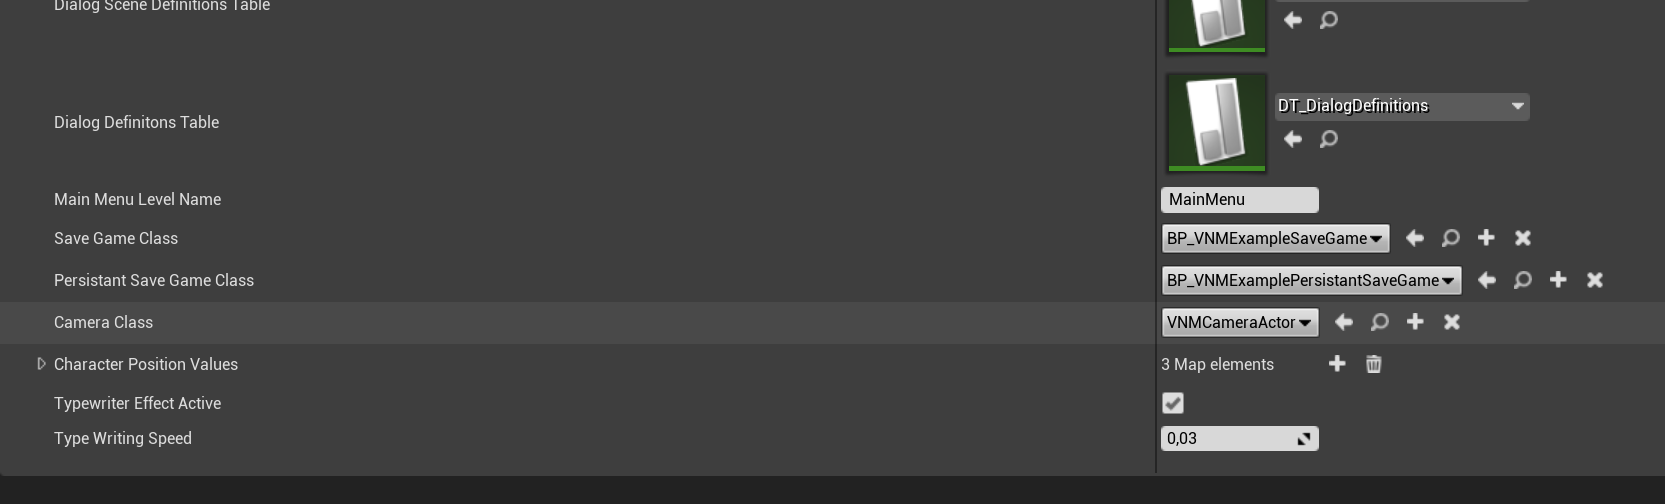 Dialog Scene Definitions Table
Dialog Definitons Table
DT_DialogDefinitions
Main Menu Level Name
MainMenu
Save Game Class
BP_VNMExampleSaveGame
Persistant Save Game Class
BP_VNMExamplePersistantSaveGame
Camera Class
VNMCameraActor
Character Position Values
3 Map elements
Typewriter Effect Active
Type Writing Speed
0,03